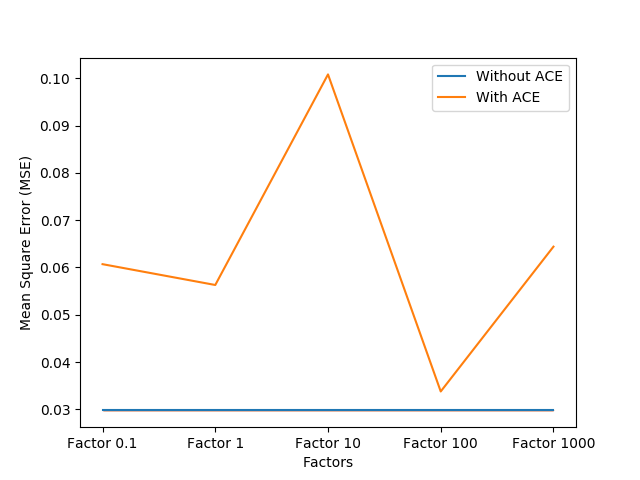 Without ACE
With ACE
0.10
0.09
0.08
0.07
0.06
0.05
0.04
0.03
Mean Square Error (MSE)
Factor 0.1 Factor 1 Factor 10 Factor 100 Factor 1000
Factors